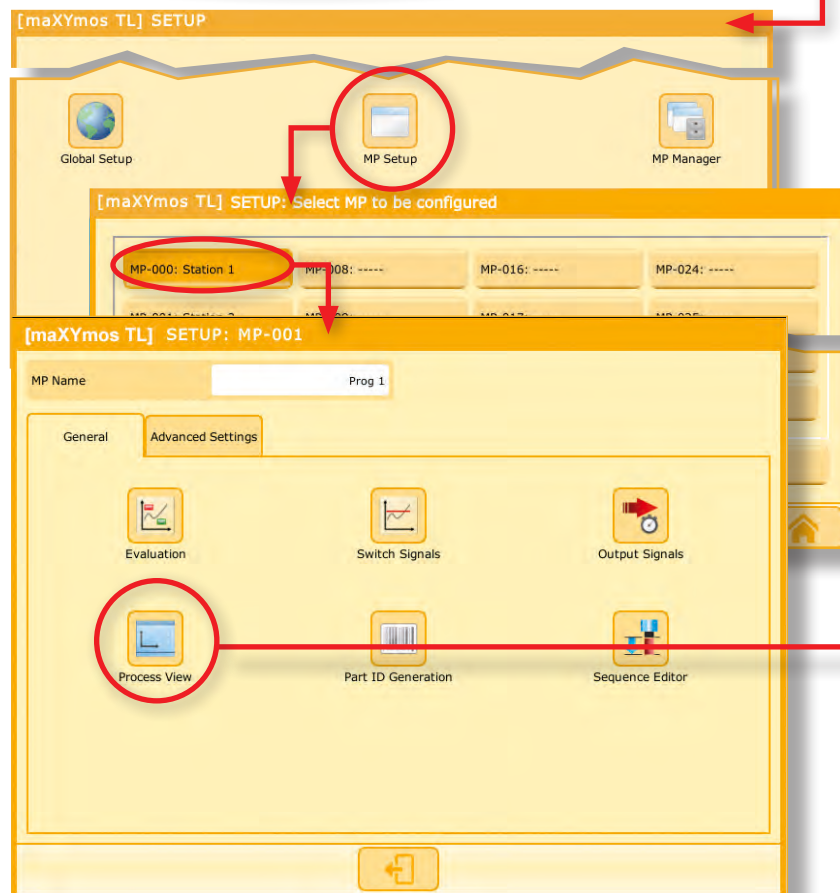 [maXYmos TL] SETUP
Global Setup
MP Setup
MP Manager
[maXYmos TL] SETUP: Select MP to be configured
MP-000: Station 1
MP-008: -----
MP-016: -----
MP-024: -----
[maXYmos TL] SETUP: MP-001
MP Name
Prog 1
General
Advanced Settings
Evaluation
Switch Signals
Output Signals
Process View
Part ID Generation
Sequence Editor